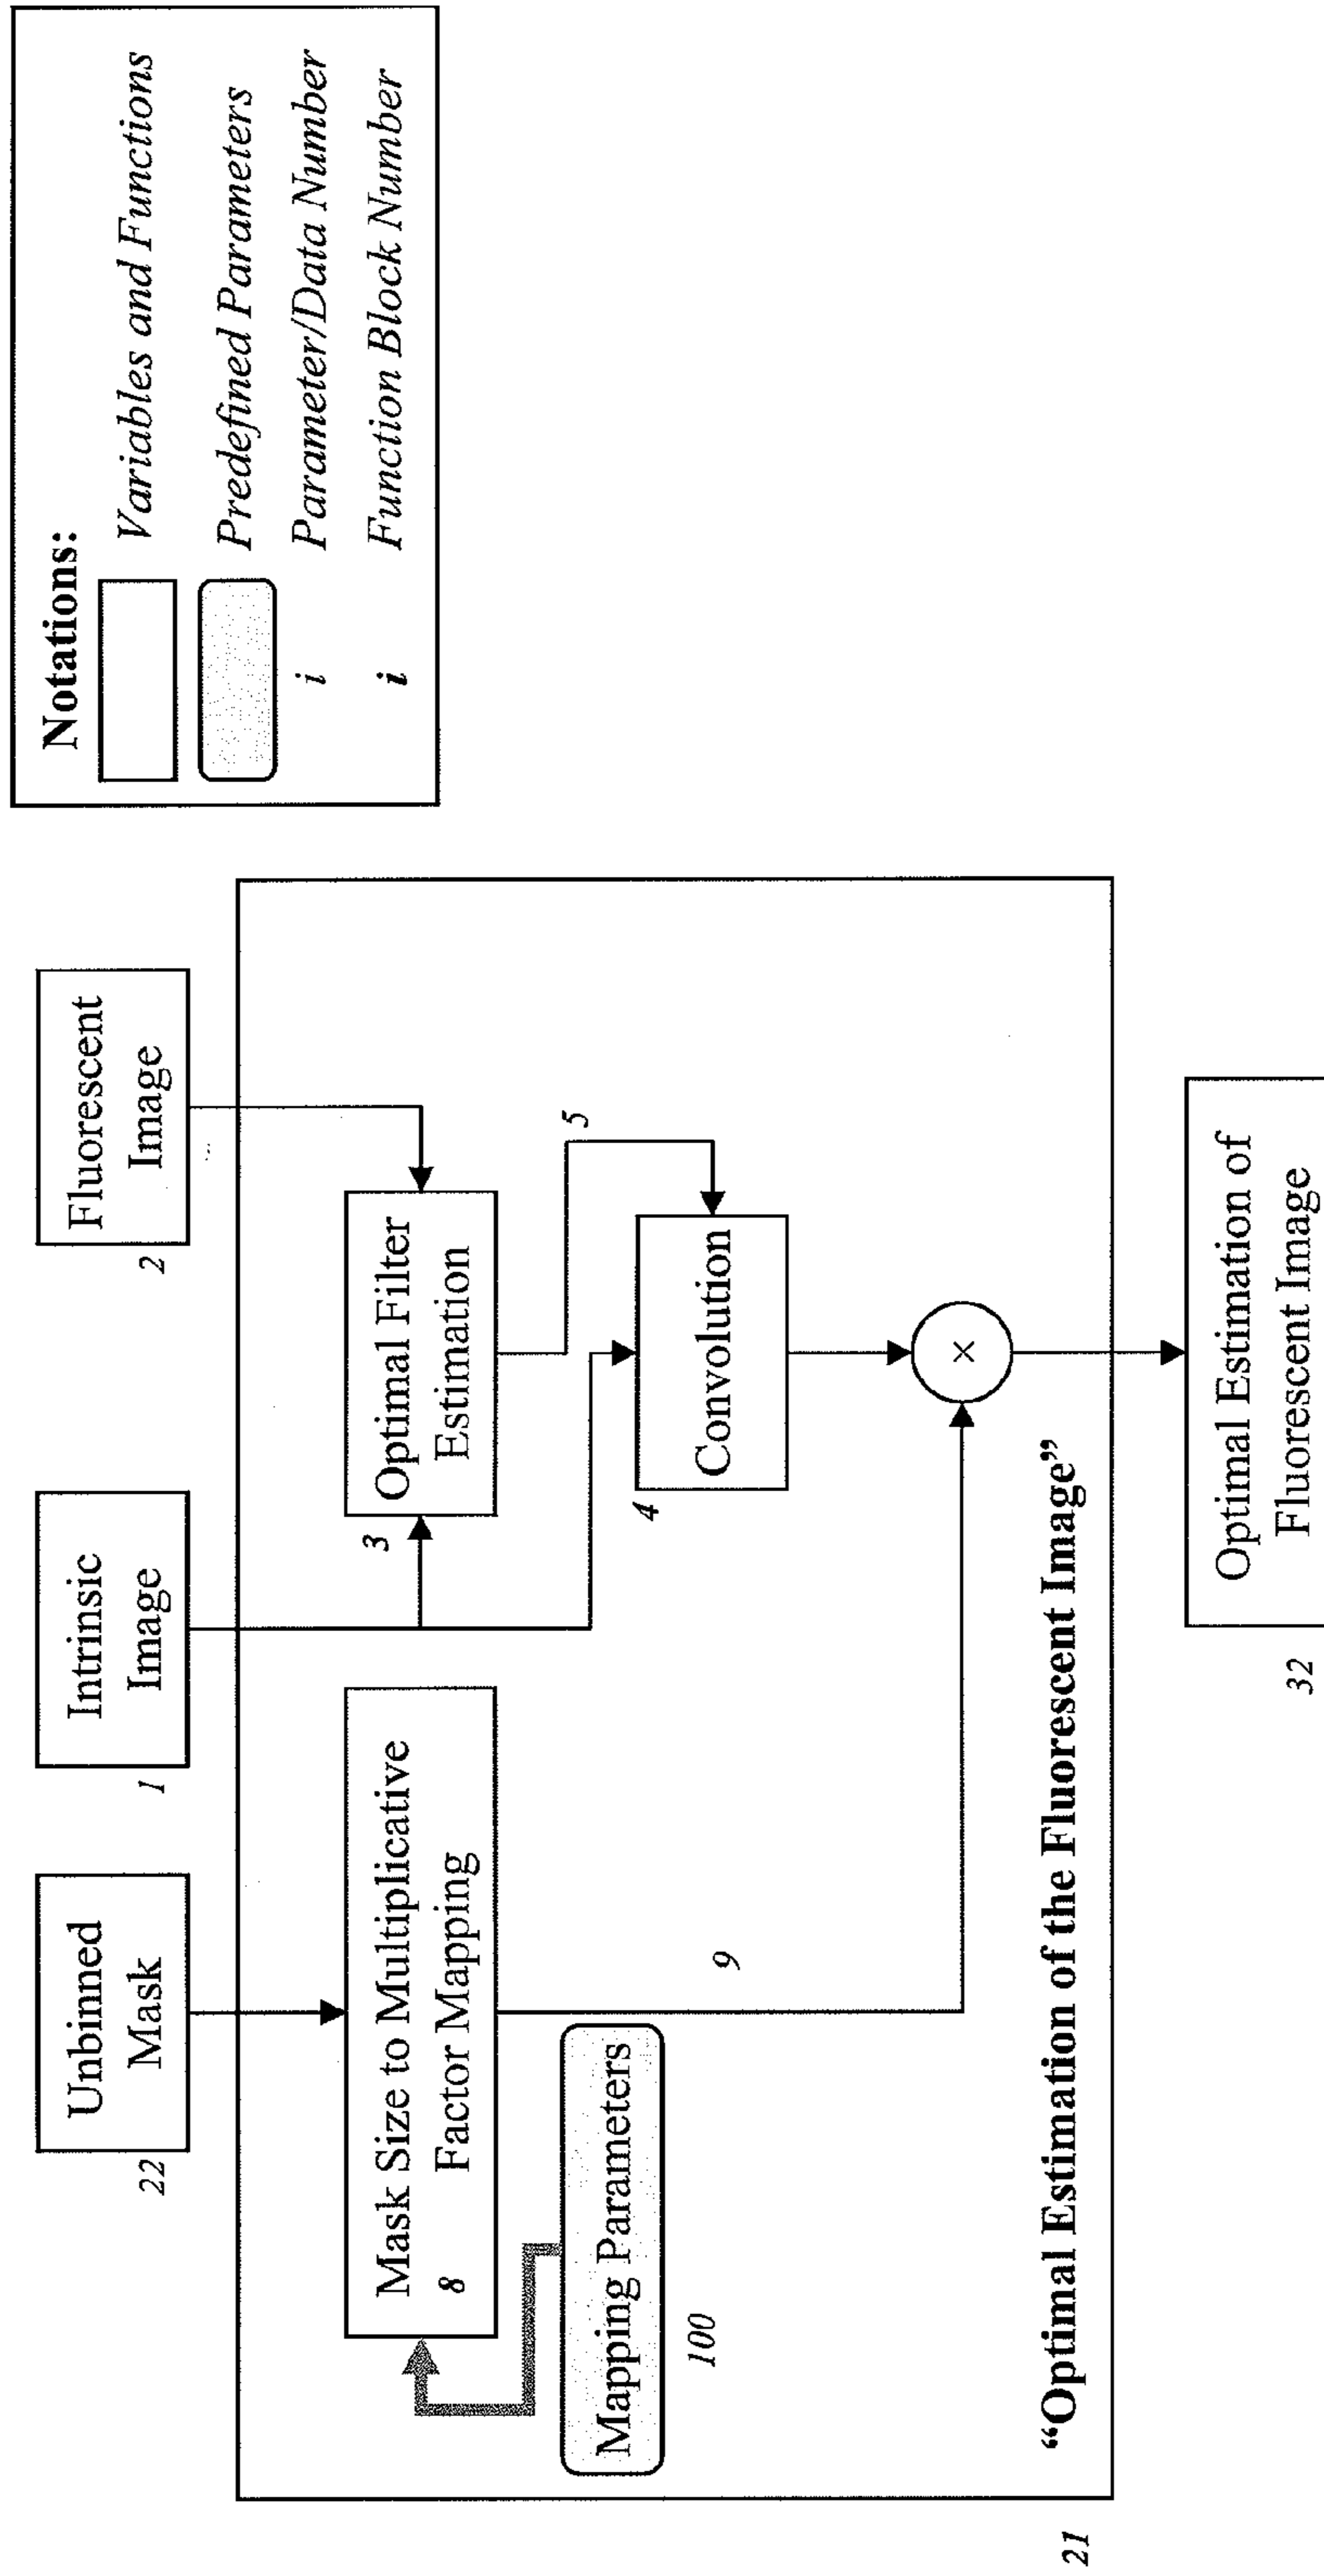 Unbinned
Mask
22
Intrinsic
Image
1
Fluorescent
Image
2
Notations:
Variables and Functions
Predefined Parameters
i Parameter/Data Number
i Function Block Number
Mask Size to Multiplicative
Factor Mapping
8
Optimal Filter
Estimation
3
5
Mapping Parameters
100
Convolution
4
9
×
"Optimal Estimation of the Fluorescent Image"
21
Optimal Estimation of
Fluorescent Image
32